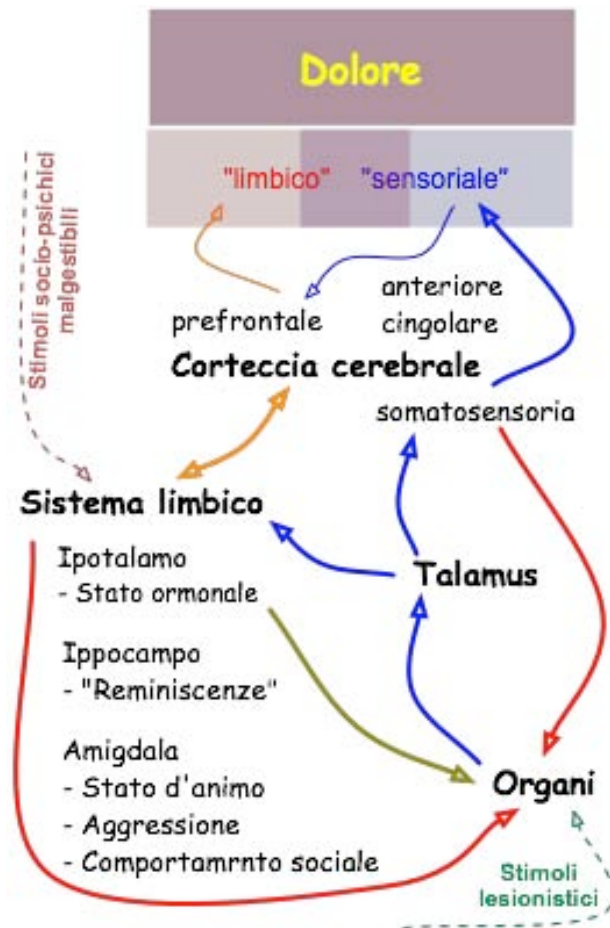 Dolore
"limbico" "sensoriale"
Stimoli socio-psichici
malgestibili
anteriore
prefrontale cingolare
Corteccia cerebrale
somatosensoria
Sistema limbico
Ipotalamo
- Stato ormonale
Talamus
Ippocampo
- "Reminiscenze"
Amigdala
- Stato d'animo
- Aggressione
- Comportamrnto sociale
Organi
Stimoli
lesionistici